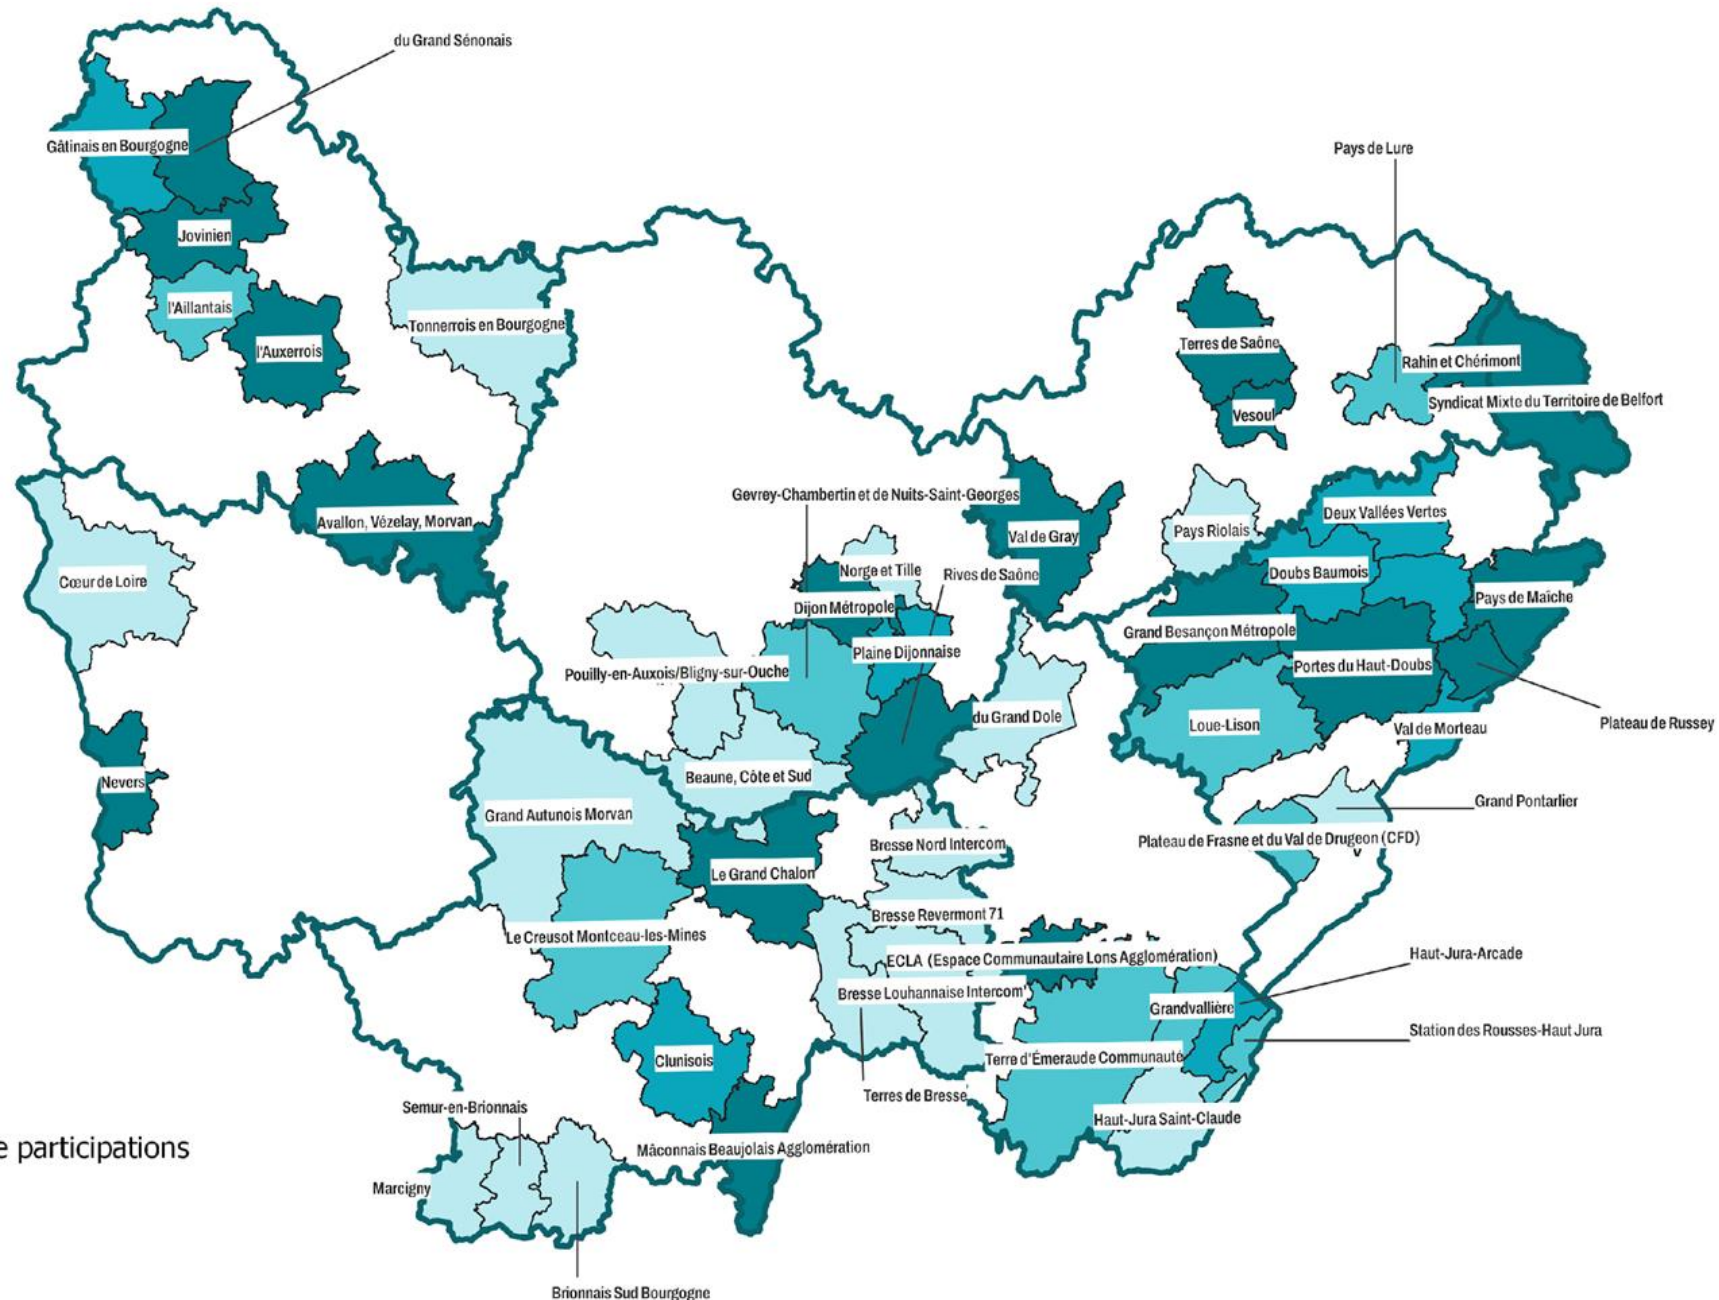 du Grand Sénonais
Gâtinais en Bourgogne
Pays de Lure
Jovinien
l'Aillantais
Tonnerrois en Bourgogne
l'Auxerrois
Terres de Saône
Rahin et Chérimont
Syndicat Mixte du Territoire de Belfort
Vesoul
Gevrey-Chambertin et de Nuits-Saint-Georges
Avallon, Vézelay, Morvan
Deux Vallées Vertes
Pays Riolais
Val de Gray
Cœur de Loire
Norge et Tille
Rives de Saône
Doubs Baumois
Pays de Maîche
Dijon Métropole
Grand Besançon Métropole
Plaine Dijonnaise
Portes du Haut-Doubs
Pouilly-en-Auxois/Bligny-sur-Ouche
du Grand Dole
Loue-Lison
Plateau de Russey
Val de Morteau
Nevers
Beaune, Côte et Sud
Grand Pontarlier
Grand Autunois Morvan
Plateau de Frasne et du Val de Drugeon (CFD)
Bresse Nord Intercom
Le Grand Chalon
Bresse Revermont 71
Le Creusot Montceau-les-Mines
Haut-Jura-Arcade
ECLA (Espace Communautaire Lons Agglomération)
Bresse Louhannaise Intercom'
Grandvallière
Station des Rousses-Haut Jura
Clunisois
Terre d'Émeraude Communauté
Terres de Bresse
Semur-en-Brionnais
Haut-Jura Saint-Claude
e participations
Mâconnais Beaujolais Agglomération
Marcigny
Brionnais Sud Bourgogne